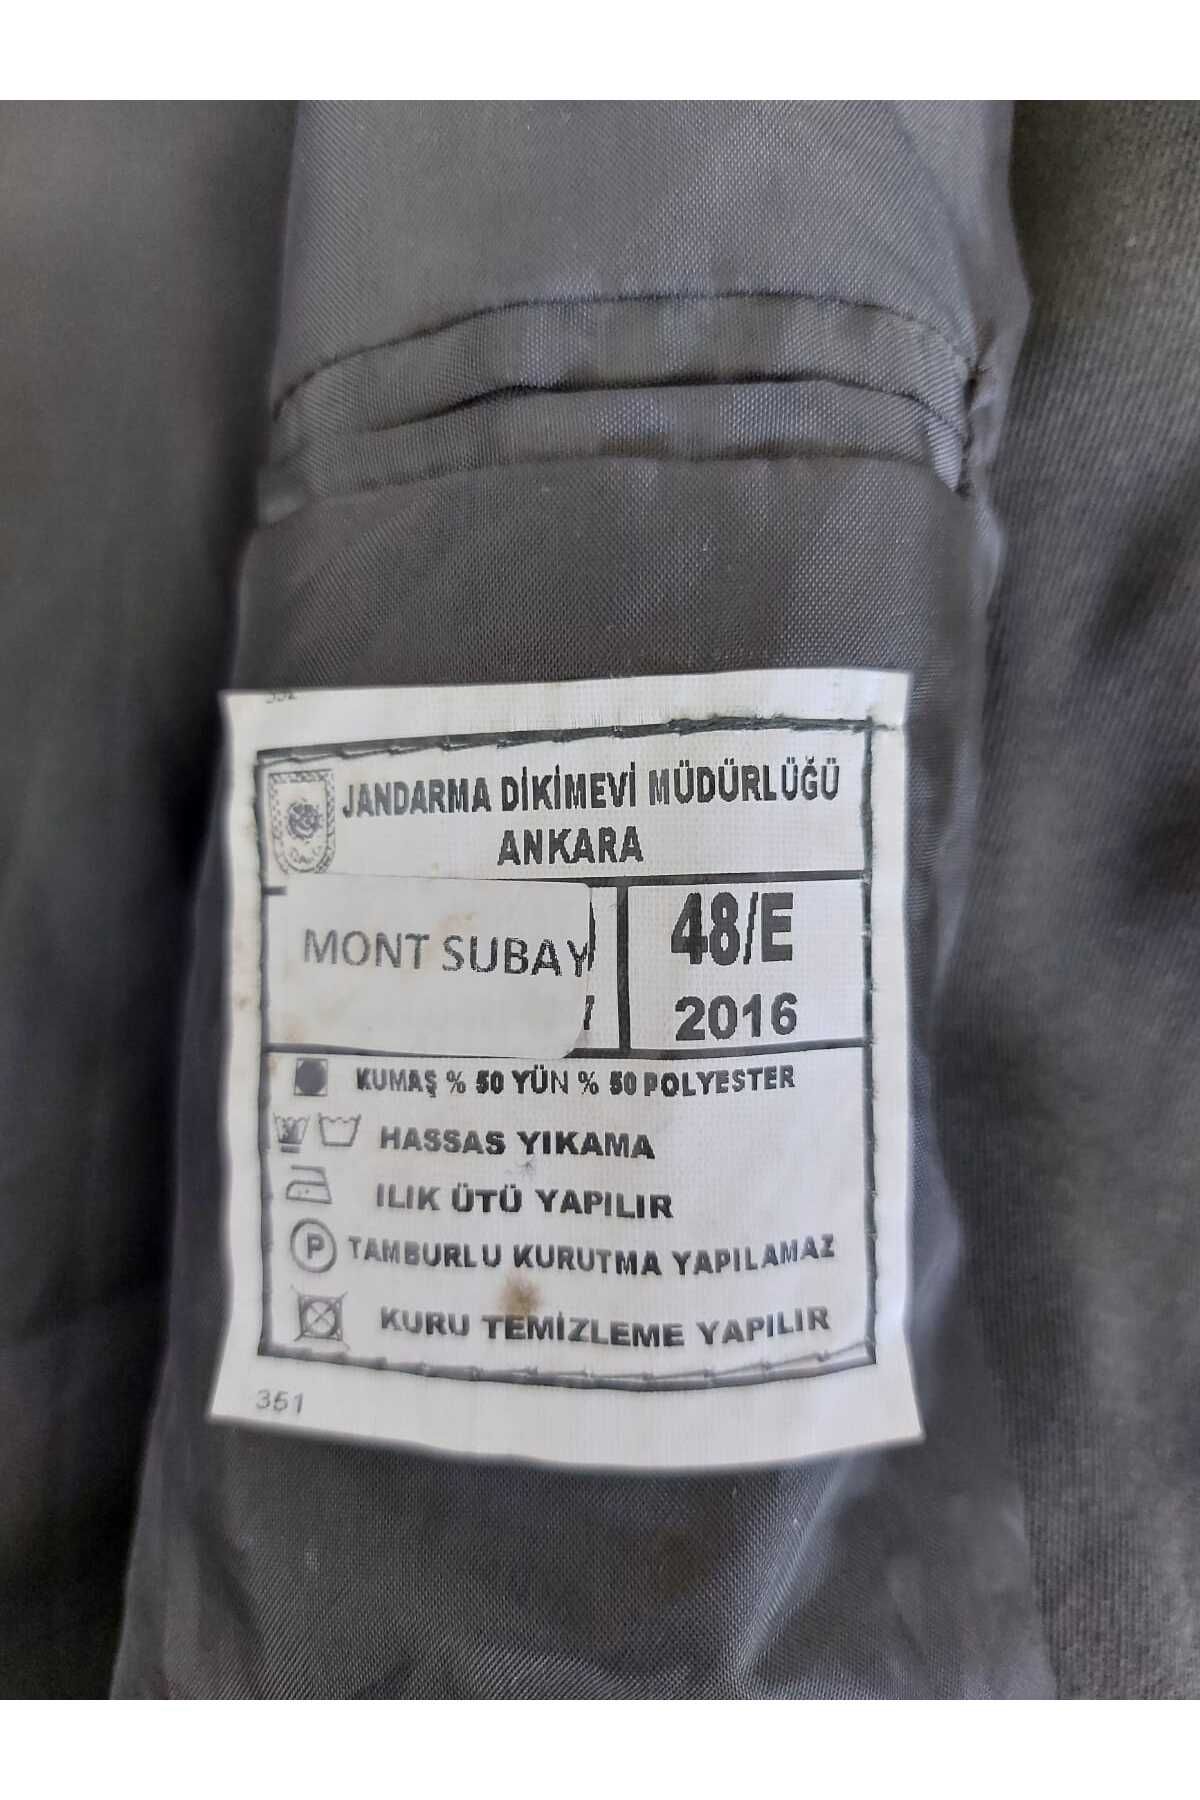 JANDARMA DİKİMEVİ MÜDÜRLÜĞÜ
ANKARA
MONT SUBAY
48/E
2016
KUMAŞ % 50 YÜN % 50 POLYESTER
HASSAS YIKAMA
ILIK ÜTÜ YAPILIR
P TAMBURLU KURUTMA YAPILAMAZ
KURU TEMİZLEME YAPILIR
351